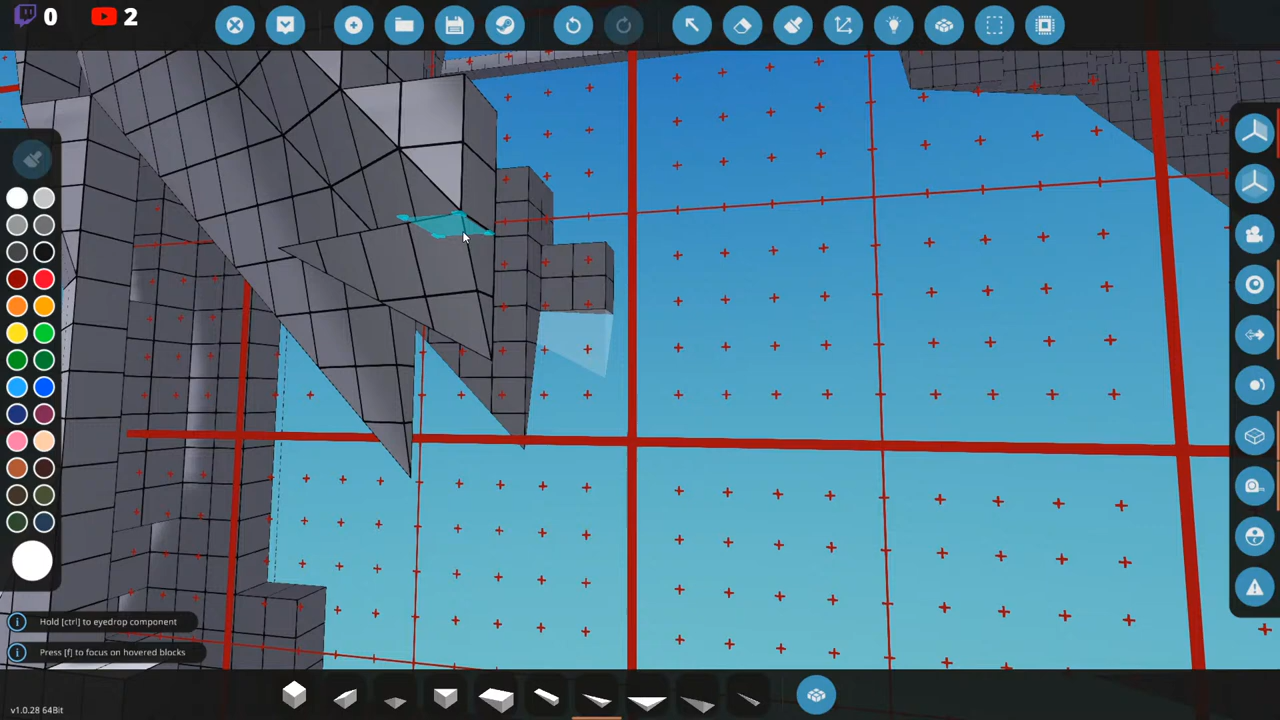 0 2
Hold [ctrl] to eyedrop component
Press [f] to focus on hovered blocks
v1.0.28 64Bit